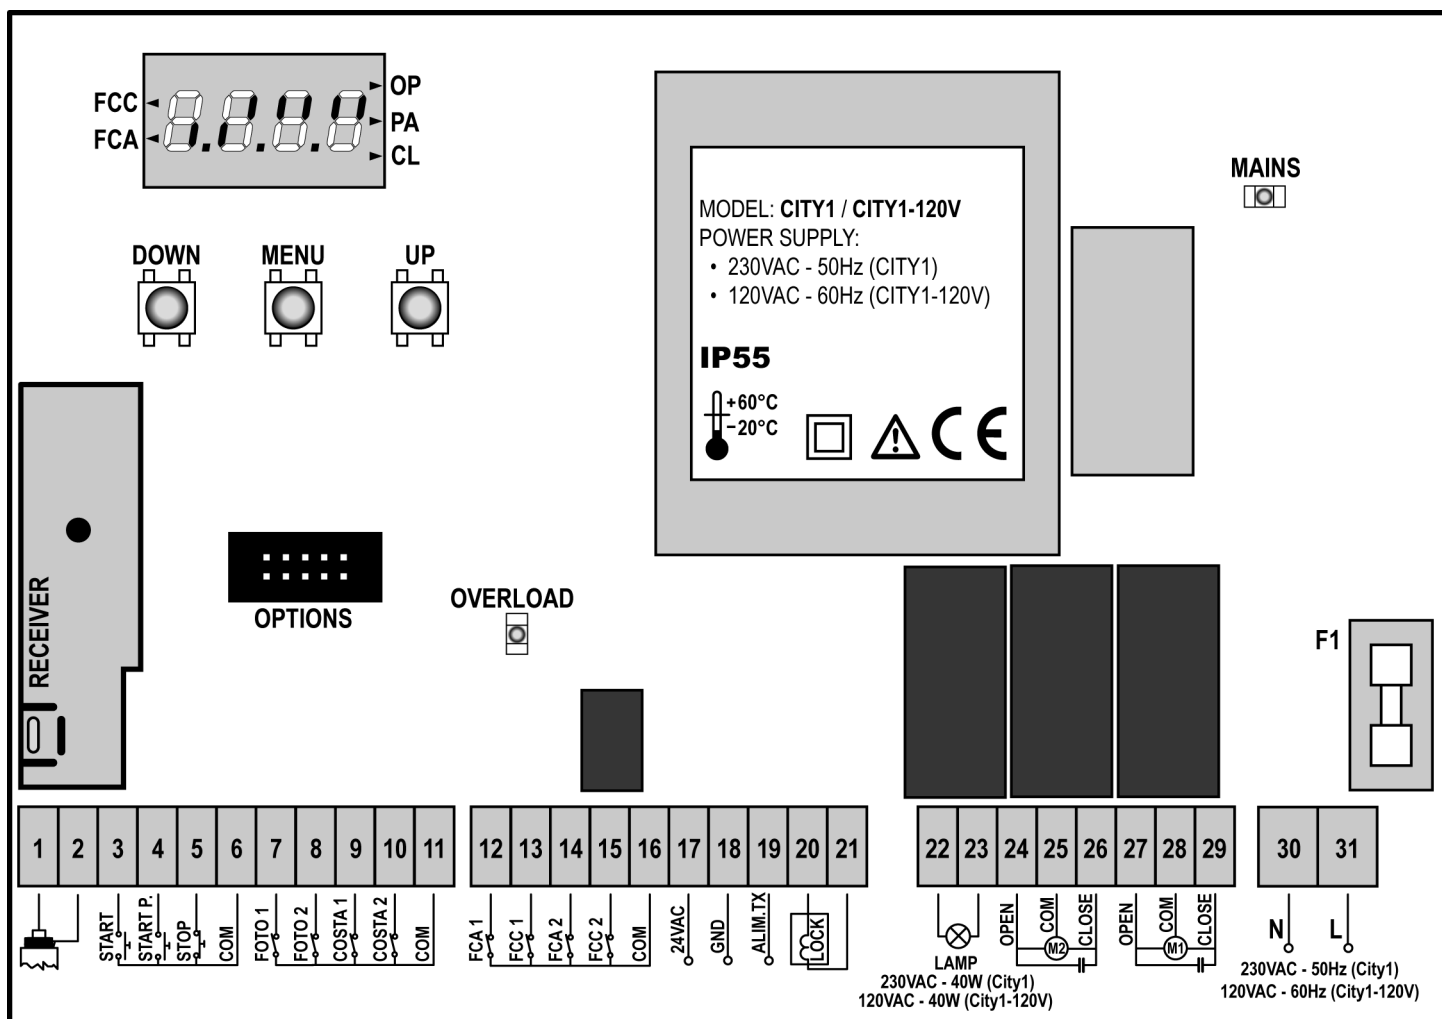 FCC
FCA
OP
PA
CL
DOWN
MENU
UP
MODEL: CITY1 / CITY1-120V
POWER SUPPLY:
• 230VAC - 50Hz (CITY1)
• 120VAC - 60Hz (CITY1-120V)
IP55
+60°C
-20°C
CE
MAINS
RECEIVER
OPTIONS
OVERLOAD
F1
1 2 3 4 5 6 7 8 9 10 11
12 13 14 15 16 17 18 19 20 21
22 23 24 25 26 27 28 29
30 31
START
START P.
STOP
COM
FOTO 1
FOTO 2
COSTA 1
COSTA 2
COM
FCA 1
FCC 1
FCA 2
FCC 2
COM
24VAC
GND
ALIM.TX
LOCK
LAMP
230VAC - 40W (City1)
120VAC - 40W (City1-120V)
OPEN
COM
CLOSE
M2
OPEN
COM
CLOSE
M1
N
L
230VAC - 50Hz (City1)
120VAC - 60Hz (City1-120V)